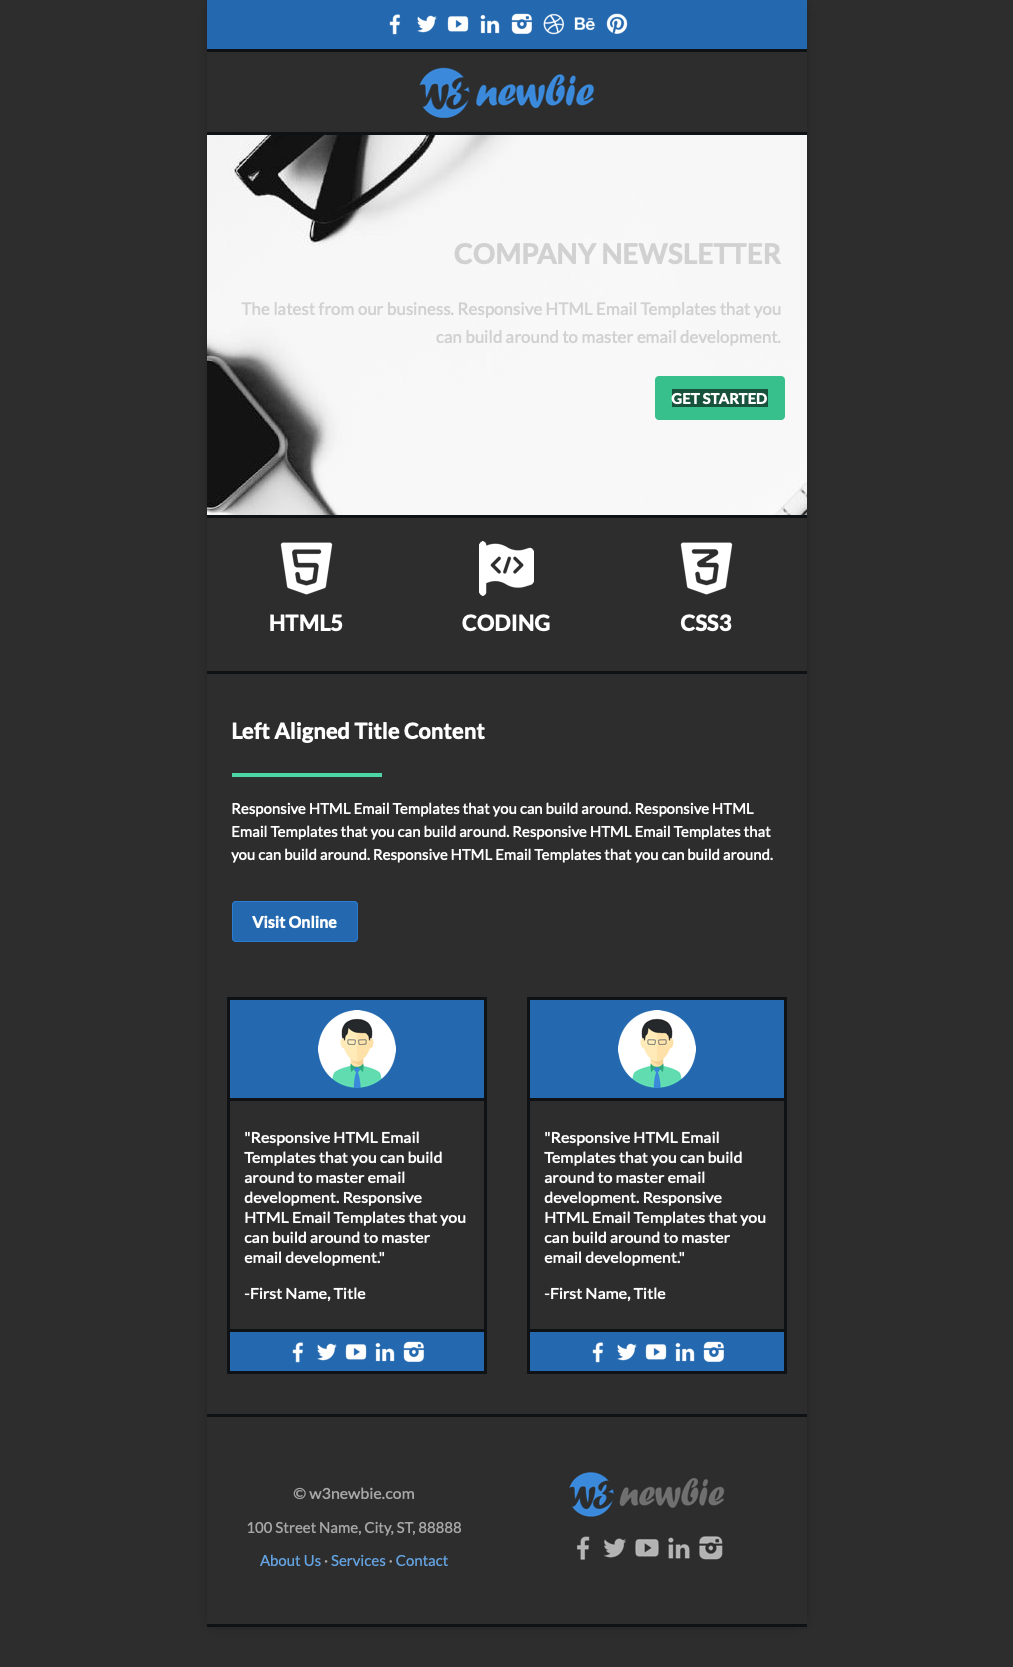 Bē
W3 newbie
COMPANY NEWSLETTER
The latest from our business. Responsive HTML Email Templates that you
can build around to master email development.
GET STARTED
HTML5
CODING
CSS3
Left Aligned Title Content
Responsive HTML Email Templates that you can build around. Responsive HTML
Email Templates that you can build around. Responsive HTML Email Templates that
you can build around. Responsive HTML Email Templates that you can build around.
Visit Online
"Responsive HTML Email
Templates that you can build
around to master email
development. Responsive
HTML Email Templates that you
can build around to master
email development."
-First Name, Title
"Responsive HTML Email
Templates that you can build
around to master email
development. Responsive
HTML Email Templates that you
can build around to master
email development."
-First Name, Title
© w3newbie.com
100 Street Name, City, ST, 88888
About Us · Services · Contact
W3 newbie